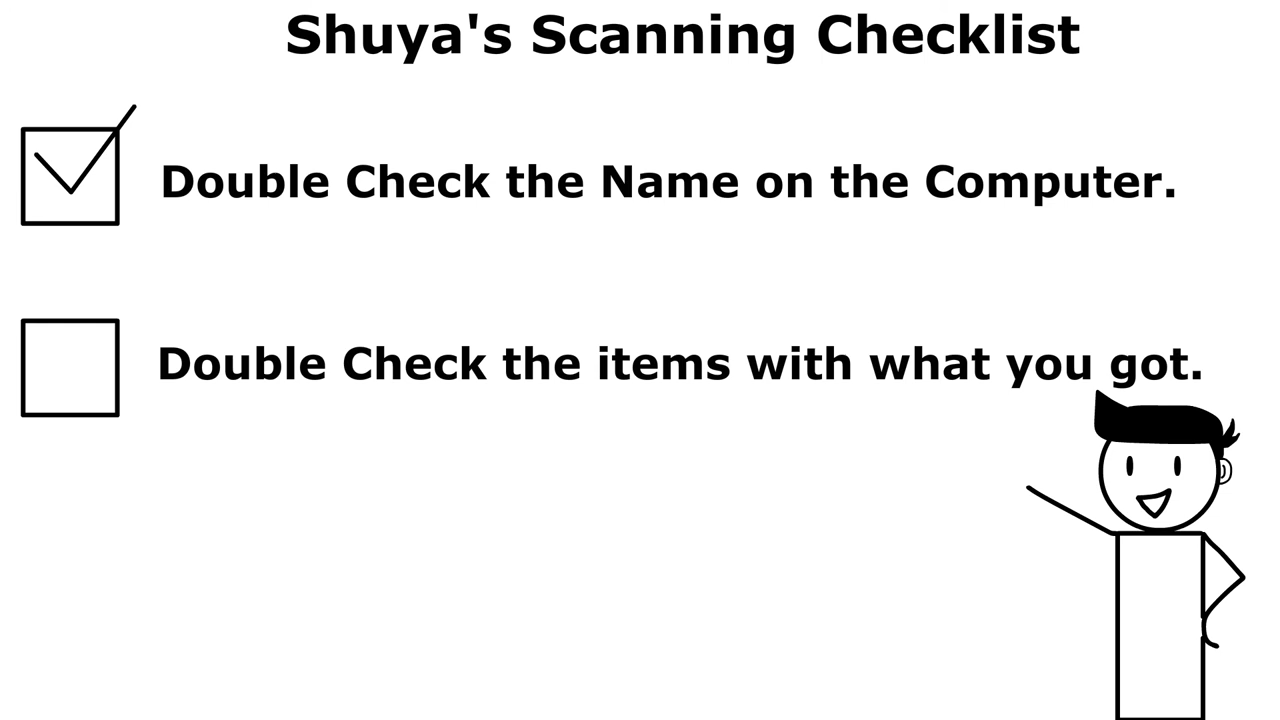 Shuya's Scanning Checklist
Double Check the Name on the Computer.
Double Check the items with what you got.